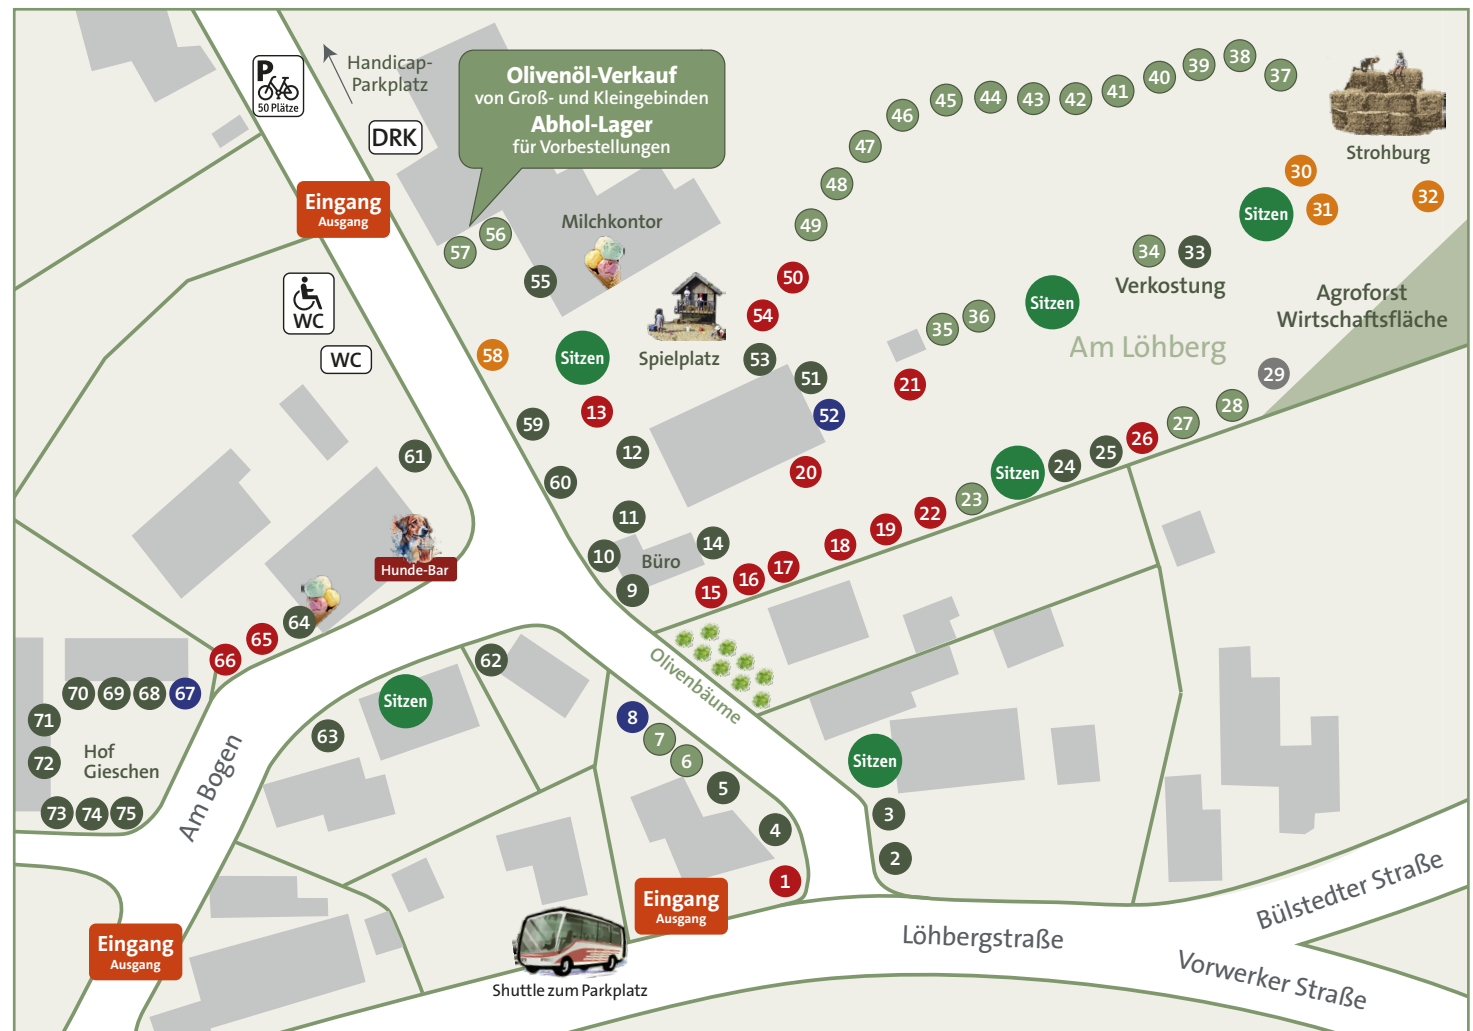 P
50 Plätze
Handicap-
Parkplatz
DRK
Olivenöl-Verkauf
von Groß- und Kleingebinden
Abhol-Lager
für Vorbestellungen
Eingang
Ausgang
WC
WC
Milchkontor
Spielplatz
Sitzen
Strohburg
Sitzen
Sitzen
Verkostung
Agroforst
Wirtschaftsfläche
Am Löhberg
Sitzen
37
38
39
40
41
42
43
44
45
46
47
48
49
50
54
53
51
52
30
31
32
34
33
35
36
21
29
28
27
26
25
24
23
22
19
18
17
16
15
20
57
56
55
58
13
59
12
60
11
10
14
9
Büro
61
Hunde-Bar
64
65
66
67
68
69
70
71
72
73
74
75
Hof
Gieschen
Am Bogen
62
63
Sitzen
Olivenbäume
8
7
6
5
4
1
Sitzen
3
2
Eingang
Ausgang
Eingang
Ausgang
Shuttle zum Parkplatz
Löhbergstraße
Bülstedter Straße
Vorwerker Straße